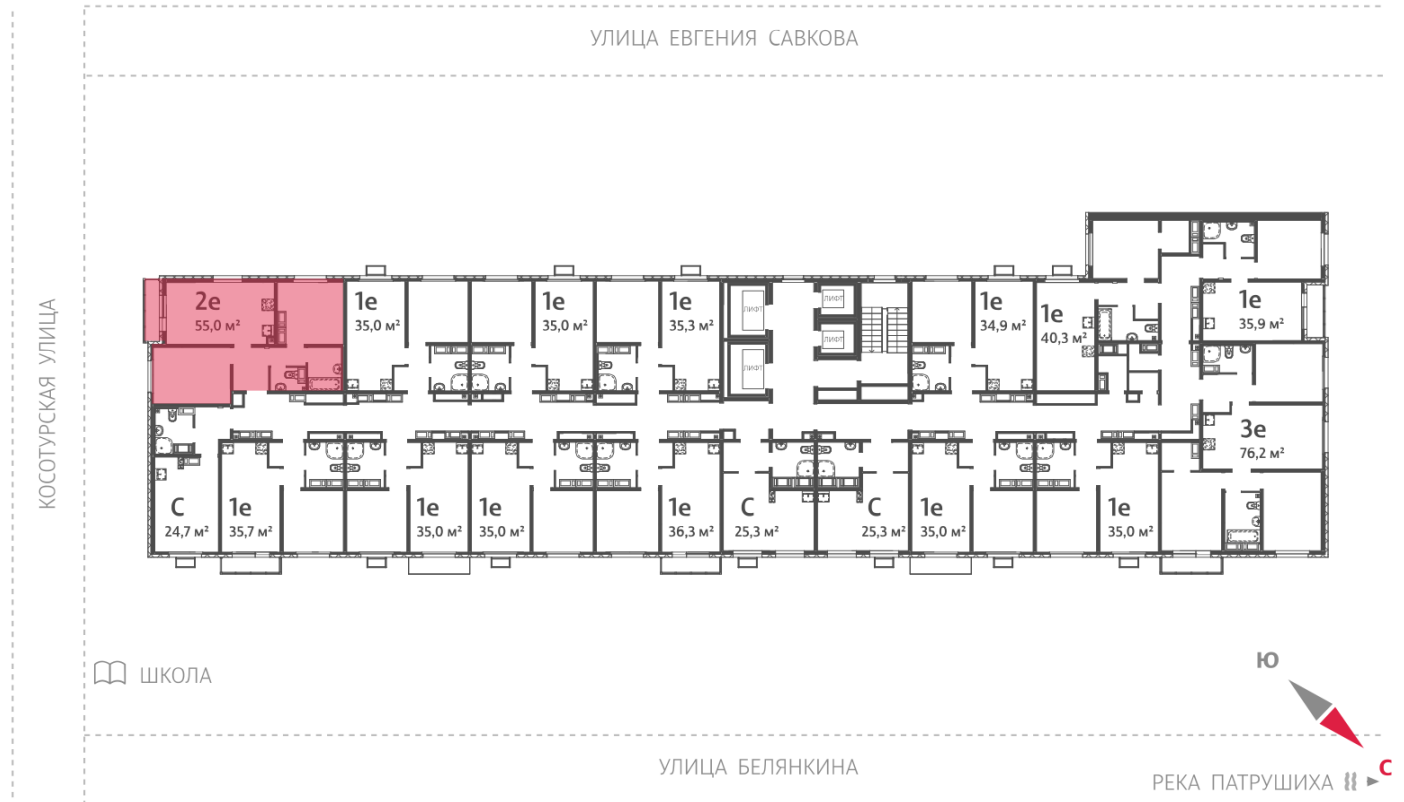 УЛИЦА ЕВГЕНИЯ САВКОВА
КОСОТУРСКАЯ УЛИЦА
2е
55,0 м²
1е
35,0 м²
1е
35,0 м²
1е
35,3 м²
ЛИФТ
ЛИФТ
ЛИФТ
ЛИФТ
1е
34,9 м²
1е
40,3 м²
1е
35,9 м²
3е
76,2 м²
С
24,7 м²
1е
35,7 м²
1е
35,0 м²
1е
35,0 м²
1е
36,3 м²
С
25,3 м²
С
25,3 м²
1е
35,0 м²
1е
35,0 м²
ШКОЛА
Ю
С
УЛИЦА БЕЛЯНКИНА
РЕКА ПАТРУШИХА